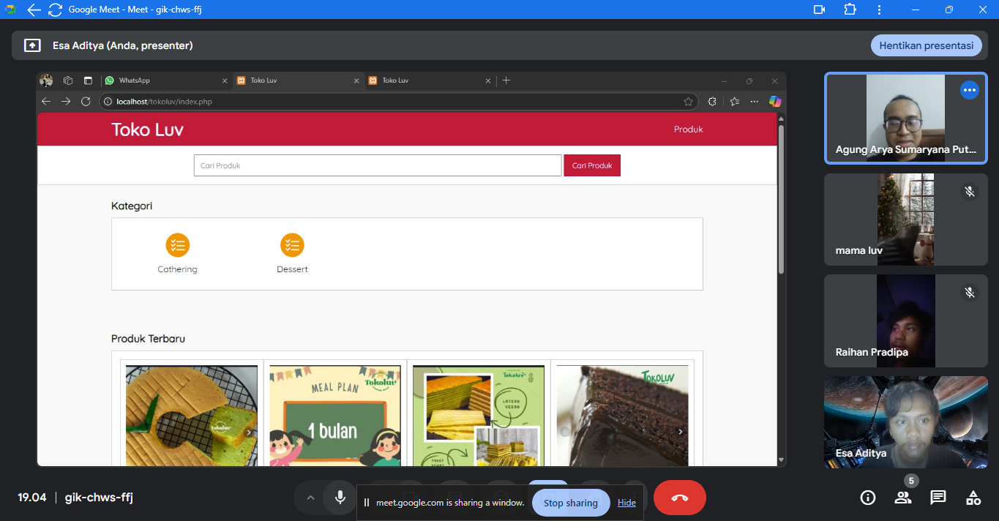 Google Meet - Meet - gik-chws-ffj
Esa Aditya (Anda, presenter)
Hentikan presentasi
WhatsApp
Toko Luv
Toko Luv
localhost/tokoluv/index.php
Toko Luv
Produk
Cari Produk
Cari Produk
Kategori
Cathering
Dessert
Produk Terbaru
Tokoluv
MEAL PLAN
Tokoluv
1 bulan
Tokoluv
LAYERS
VEGAN
TOKOLUV
Agung Arya Sumaryana Put...
mama luv
Raihan Pradipa
Esa Aditya
19.04
gik-chws-ffj
meet.google.com is sharing a window.
Stop sharing
Hide
5